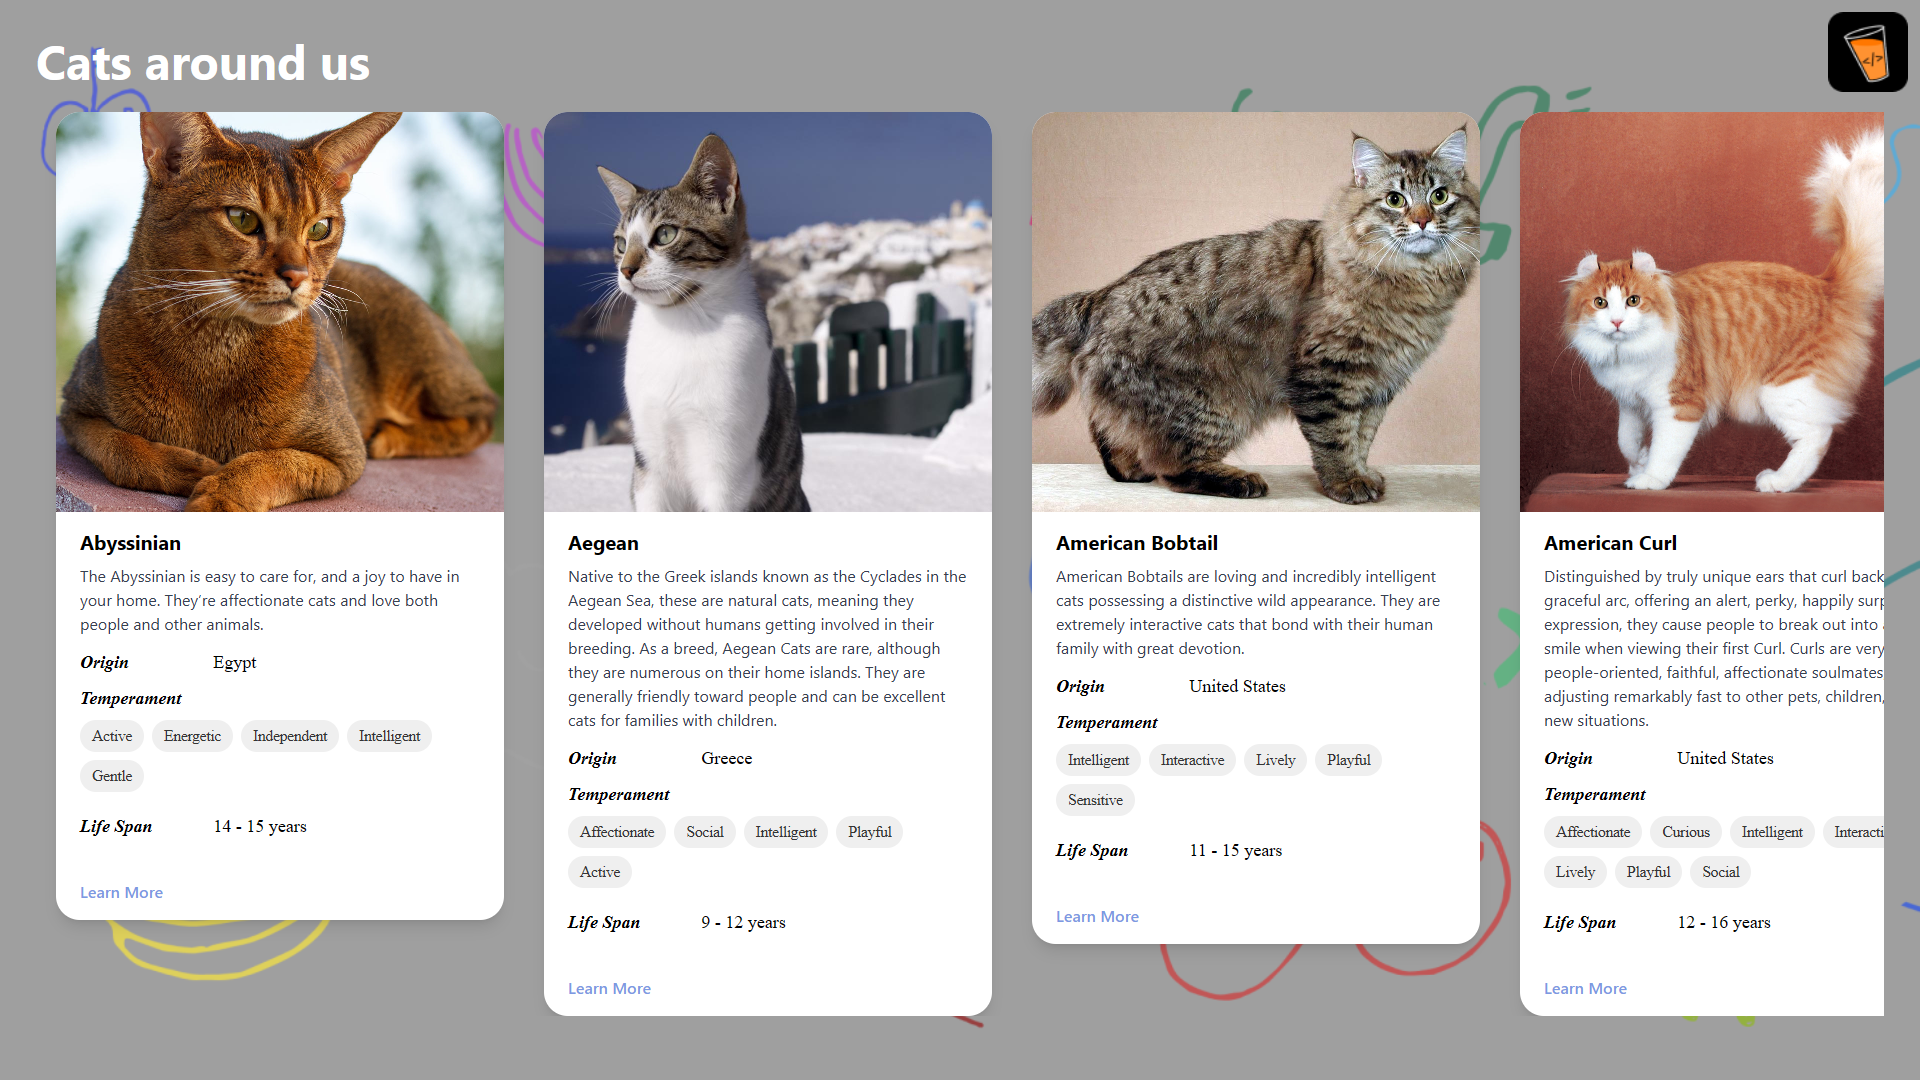 Cats around us
</>
Abyssinian
The Abyssinian is easy to care for, and a joy to have in
your home. They’re affectionate cats and love both
people and other animals.
Origin Egypt
Temperament
Active Energetic Independent Intelligent
Gentle
Life Span 14 - 15 years
Learn More
Aegean
Native to the Greek islands known as the Cyclades in the
Aegean Sea, these are natural cats, meaning they
developed without humans getting involved in their
breeding. As a breed, Aegean Cats are rare, although
they are numerous on their home islands. They are
generally friendly toward people and can be excellent
cats for families with children.
Origin Greece
Temperament
Affectionate Social Intelligent Playful
Active
Life Span 9 - 12 years
Learn More
American Bobtail
American Bobtails are loving and incredibly intelligent
cats possessing a distinctive wild appearance. They are
extremely interactive cats that bond with their human
family with great devotion.
Origin United States
Temperament
Intelligent Interactive Lively Playful
Sensitive
Life Span 11 - 15 years
Learn More
American Curl
Distinguished by truly unique ears that curl back
graceful arc, offering an alert, perky, happily
expression, they cause people to break out into
smile when viewing their first Curl. Curls are very
people-oriented, faithful, affectionate soulmates
adjusting remarkably fast to other pets, children,
new situations.
Origin United States
Temperament
Affectionate Curious Intelligent
Lively Playful Social
Life Span 12 - 16 years
Learn More